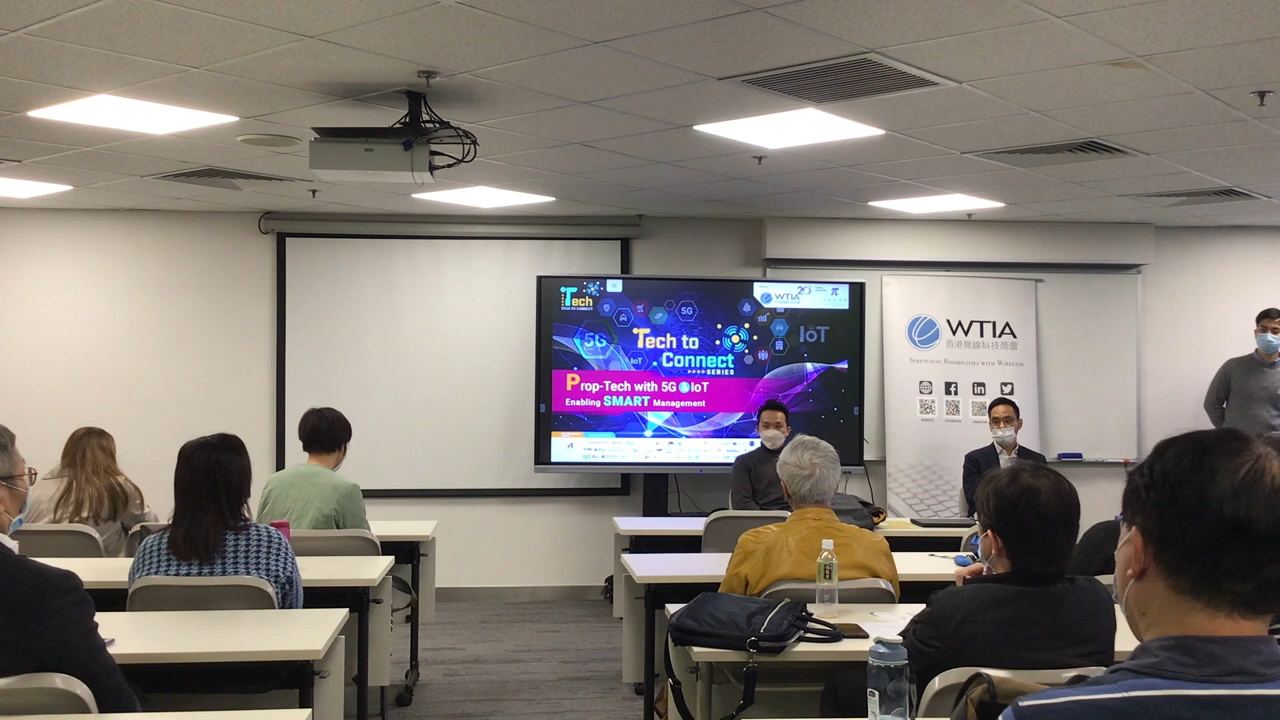 Tech
TECH TO CONNECT
5G
5G
IoT
IoT
WTIA
20
π
Tech to
Connect
SERIES
Prop-Tech with 5G & IoT
Enabling SMART Management
WTIA
香港無線科技商會
STRETCHING POSSIBILITIES WITH WIRELESS